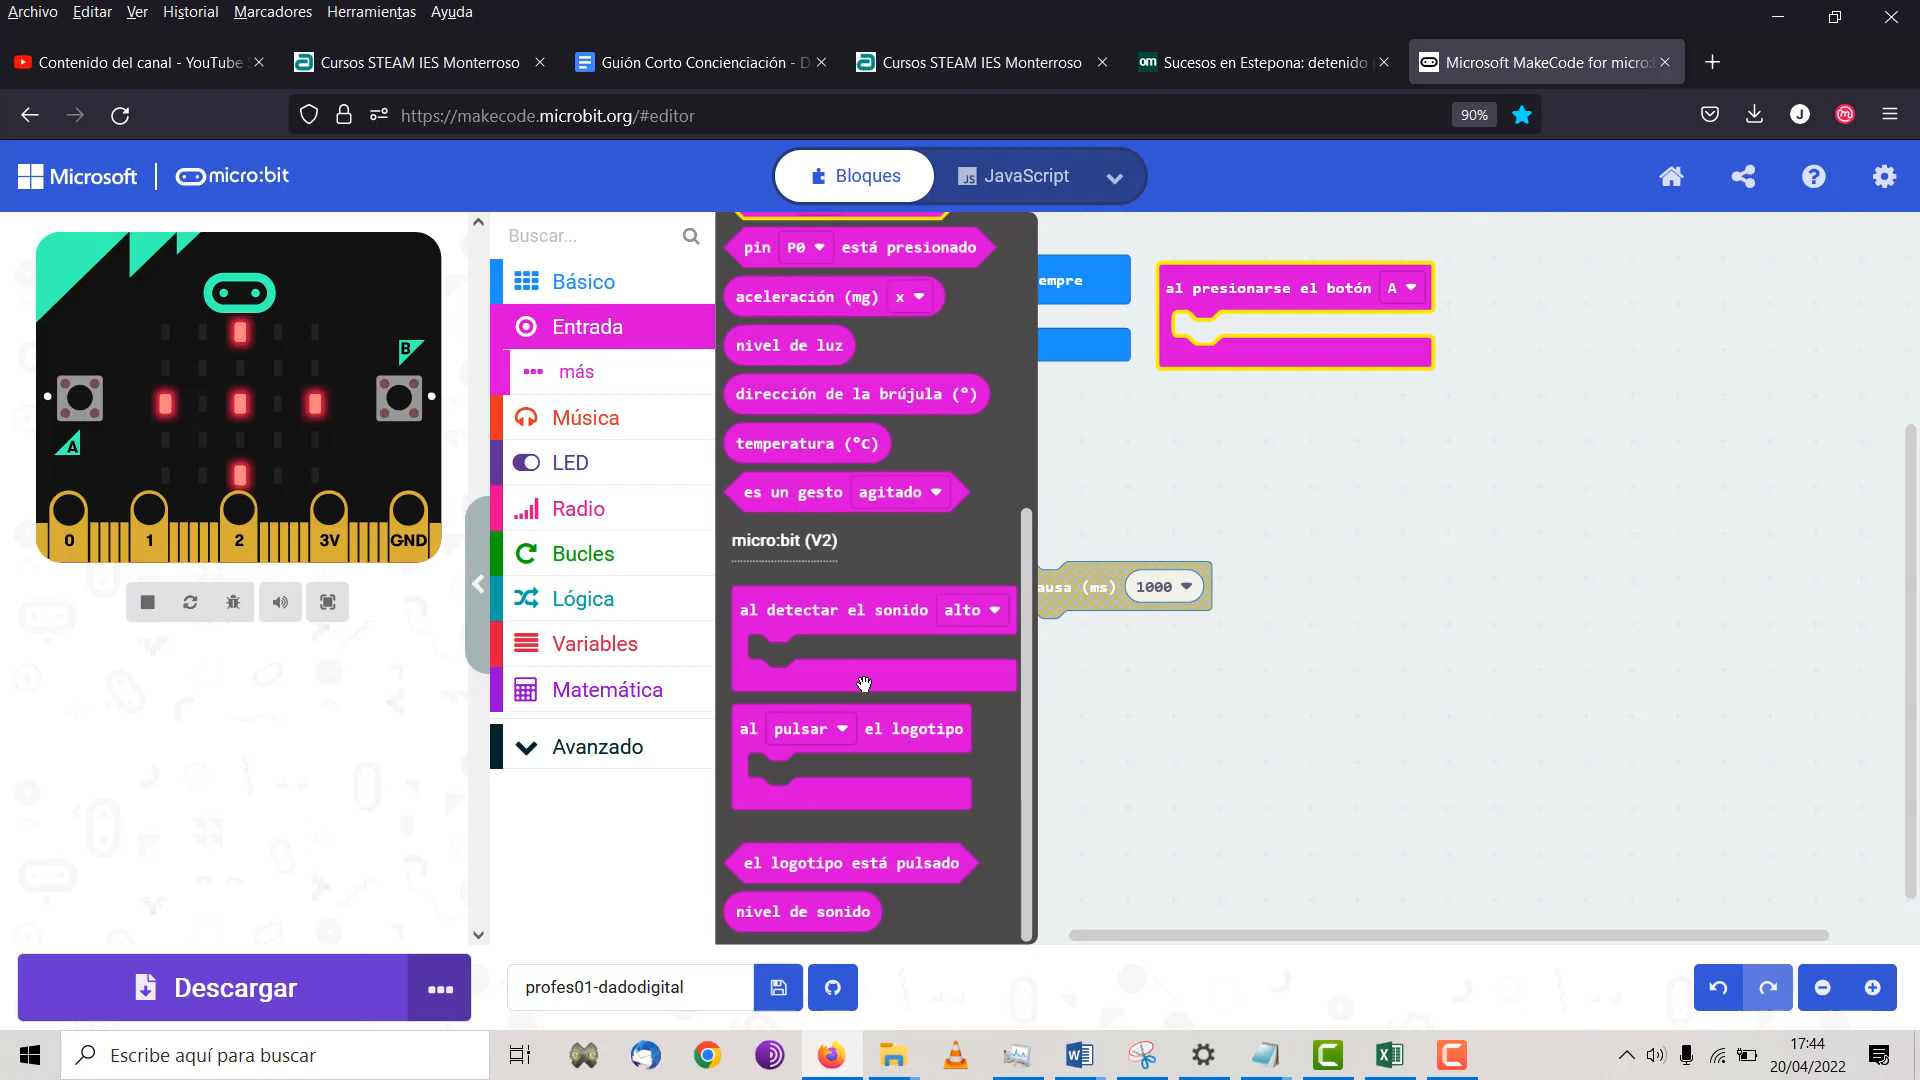 Archivo Editar Ver Historial Marcadores Herramientas Ayuda
Contenido del canal - YouTube
Cursos STEAM IES Monterroso
Guión Corto Concienciación - D
Cursos STEAM IES Monterroso
om Sucesos en Estepona: detenido
Microsoft MakeCode for micro:
https://makecode.microbit.org/#editor
90%
J
Microsoft
micro:bit
Bloques
JS JavaScript
Buscar...
Básico
Entrada
más
Música
LED
Radio
Bucles
Lógica
Variables
Matemática
Avanzado
pin P0 está presionado
aceleración (mg) x
nivel de luz
dirección de la brújula (°)
temperatura (°C)
es un gesto agitado
micro:bit (V2)
al detectar el sonido alto
al pulsar el logotipo
el logotipo está pulsado
nivel de sonido
empre
al presionarse el botón A
ausa (ms) 1000
A
B
0 1 2 3V GND
Descargar
profes01-dadodigital
Escribe aquí para buscar
17:44
20/04/2022